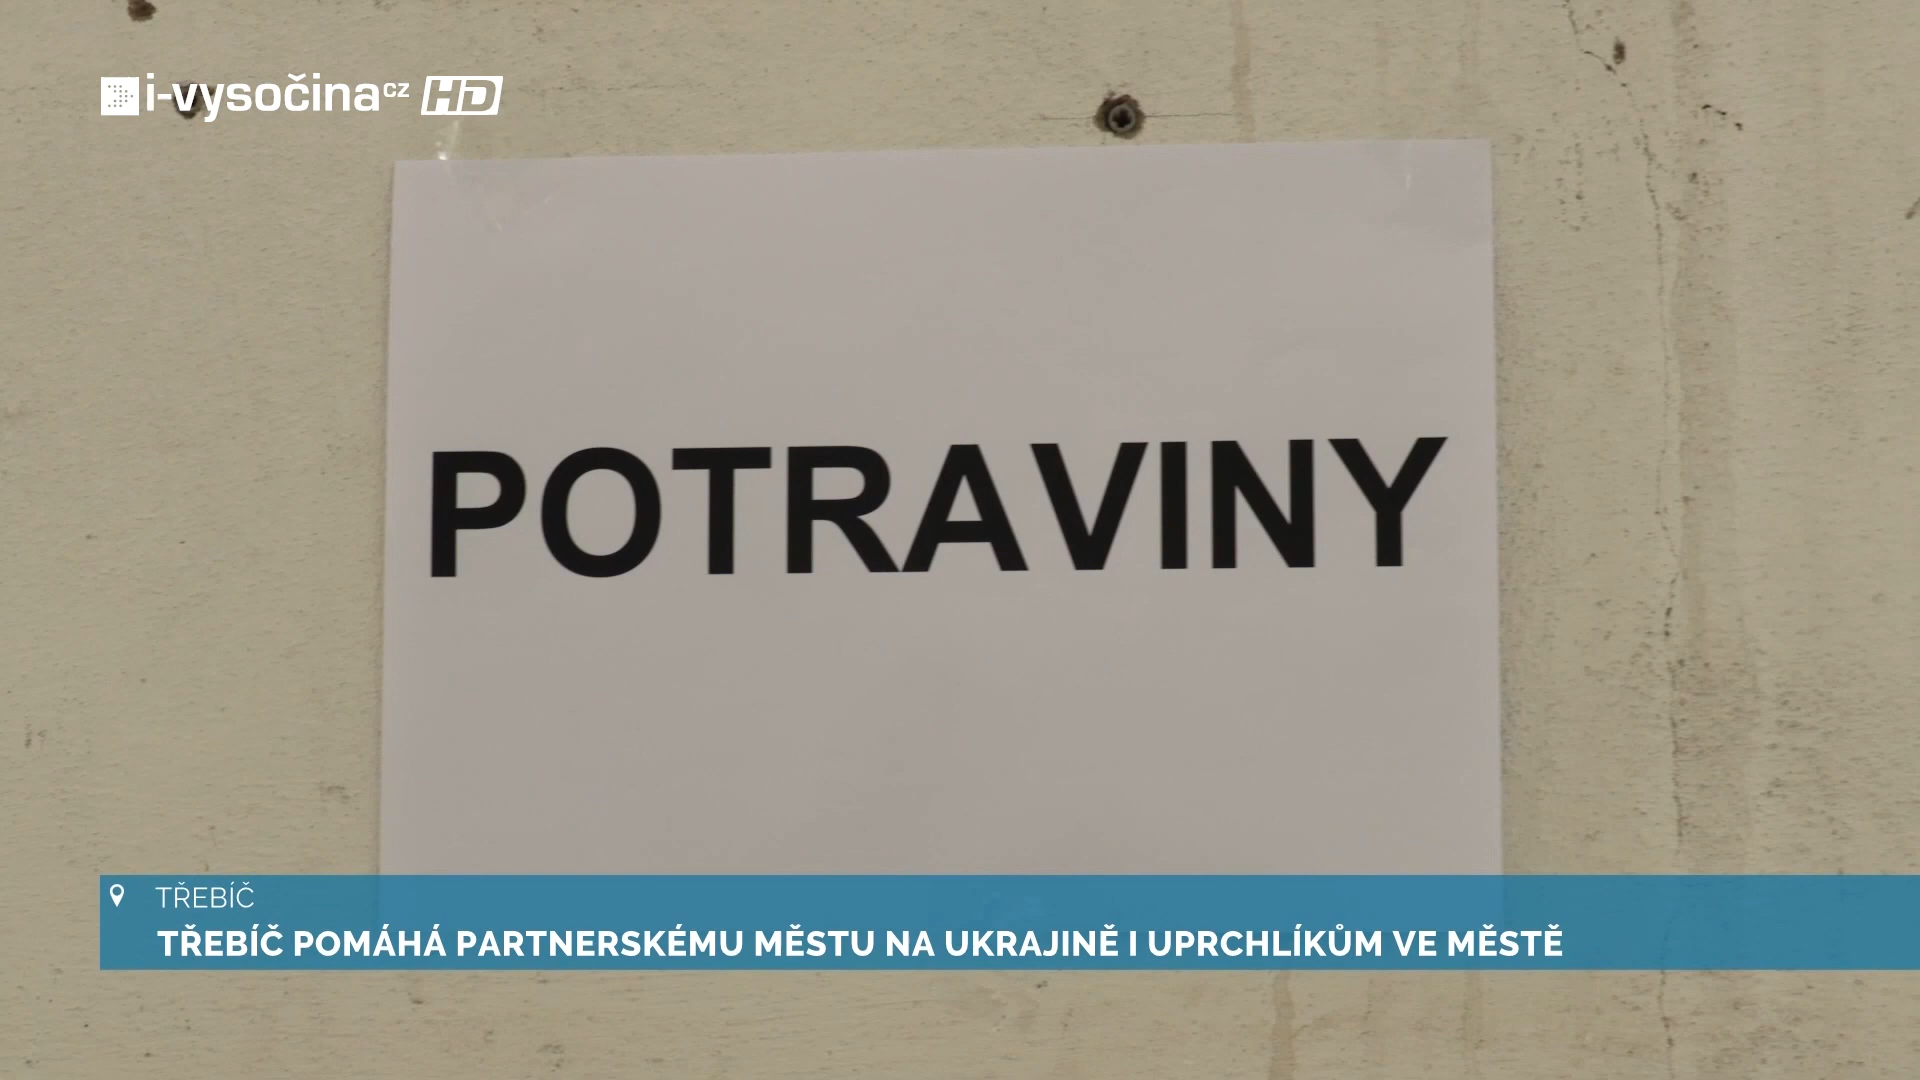 i-vysočina.cz HD
POTRAVINY
TŘEBÍČ
TŘEBÍČ POMÁHÁ PARTNERSKÉMU MĚSTU NA UKRAJINĚ I UPRCHLÍKŮM VE MĚSTĚ